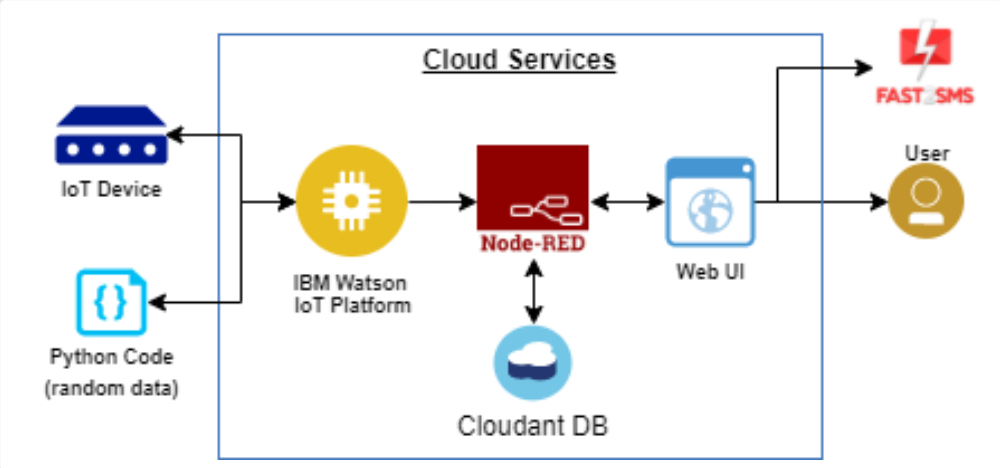 Cloud Services
FAST2SMS
User
IoT Device
Node-RED
Web UI
IBM Watson
IoT Platform
{ }
Python Code
(random data)
Cloudant DB